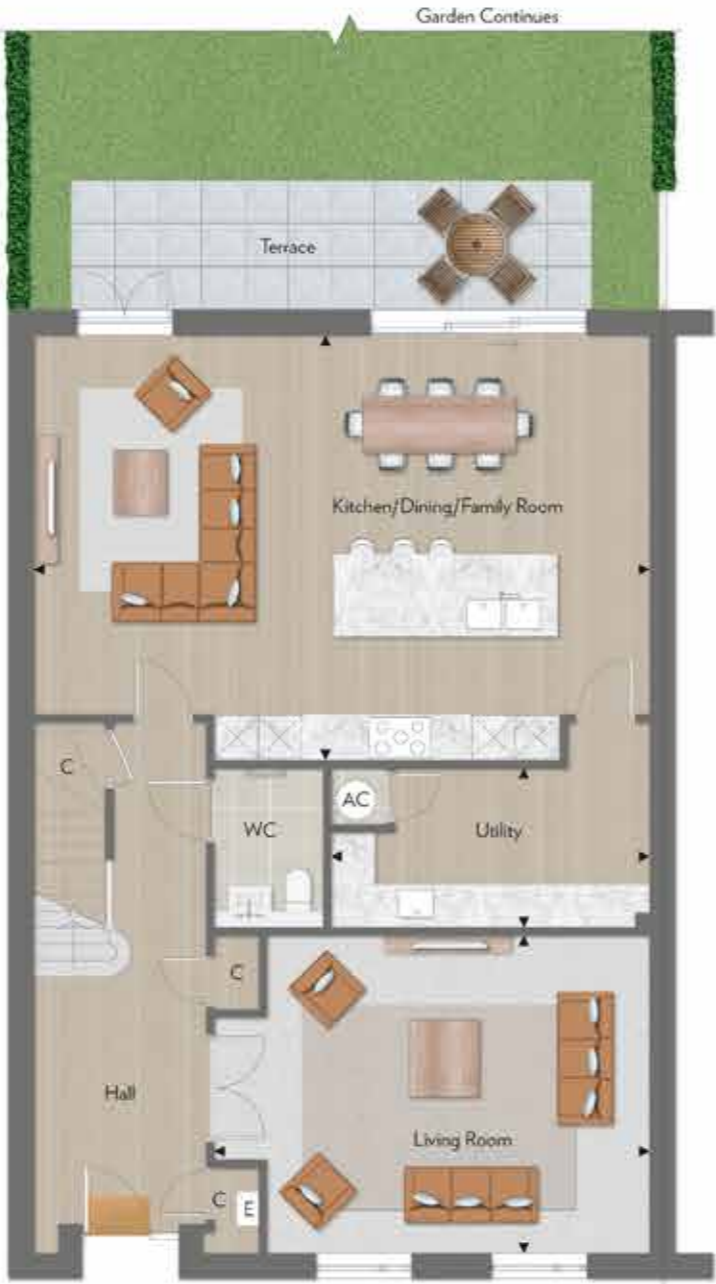 Garden Continues
Terrace
Kitchen/Dining/Family Room
C
AC
WC
Utility
C
Hall
Living Room
C
E